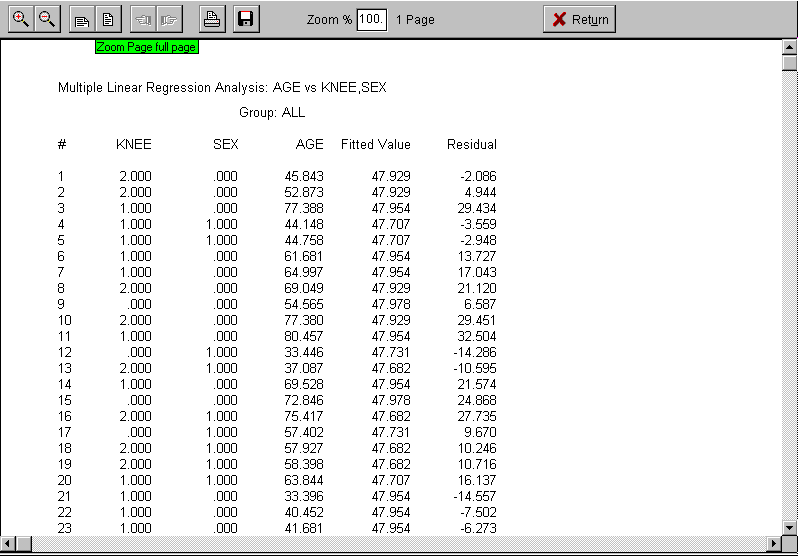 Zoom % 100. 1 Page Return
Zoom Page full page
Multiple Linear Regression Analysis: AGE vs KNEE,SEX
Group: ALL
# KNEE SEX AGE Fitted Value Residual
1 2.000 .000 45.843 47.929 -2.086
2 2.000 .000 52.873 47.929 4.944
3 1.000 .000 77.388 47.954 29.434
4 1.000 1.000 44.148 47.707 -3.559
5 1.000 1.000 44.758 47.707 -2.948
6 1.000 .000 61.681 47.954 13.727
7 1.000 .000 64.997 47.954 17.043
8 2.000 .000 69.049 47.929 21.120
9 .000 .000 54.565 47.978 6.587
10 2.000 .000 77.380 47.929 29.451
11 1.000 .000 80.457 47.954 32.504
12 .000 1.000 33.446 47.731 -14.286
13 2.000 1.000 37.087 47.682 -10.595
14 1.000 .000 69.528 47.954 21.574
15 .000 .000 72.846 47.978 24.868
16 2.000 1.000 75.417 47.682 27.735
17 .000 1.000 57.402 47.731 9.670
18 2.000 1.000 57.927 47.682 10.246
19 2.000 1.000 58.398 47.682 10.716
20 1.000 1.000 63.844 47.707 16.137
21 1.000 .000 33.396 47.954 -14.557
22 1.000 .000 40.452 47.954 -7.502
23 1.000 .000 41.681 47.954 -6.273